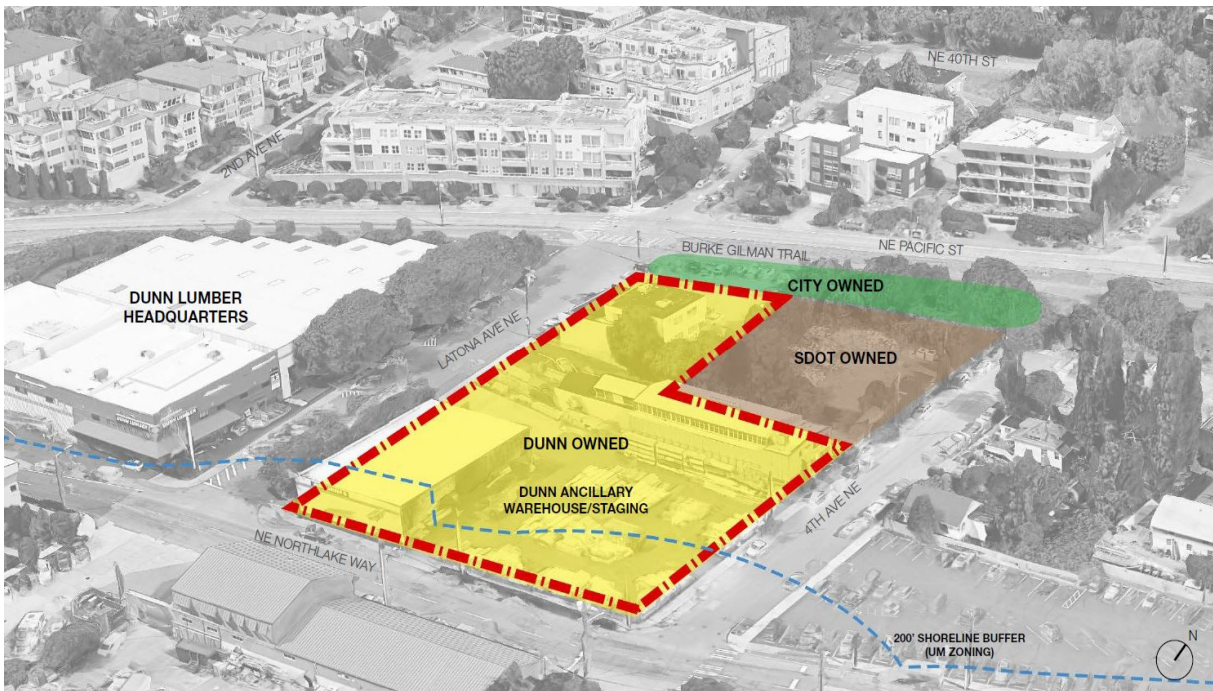 NE 40TH ST
2ND AVE NE
BURKE GILMAN TRAIL
NE PACIFIC ST
CITY OWNED
DUNN LUMBER
HEADQUARTERS
LATONA AVE NE
SDOT OWNED
DUNN OWNED
DUNN ANCILLARY
WAREHOUSE/STAGING
4TH AVE NE
NE NORTHLAKE WAY
200' SHORELINE BUFFER
(UM ZONING)
N